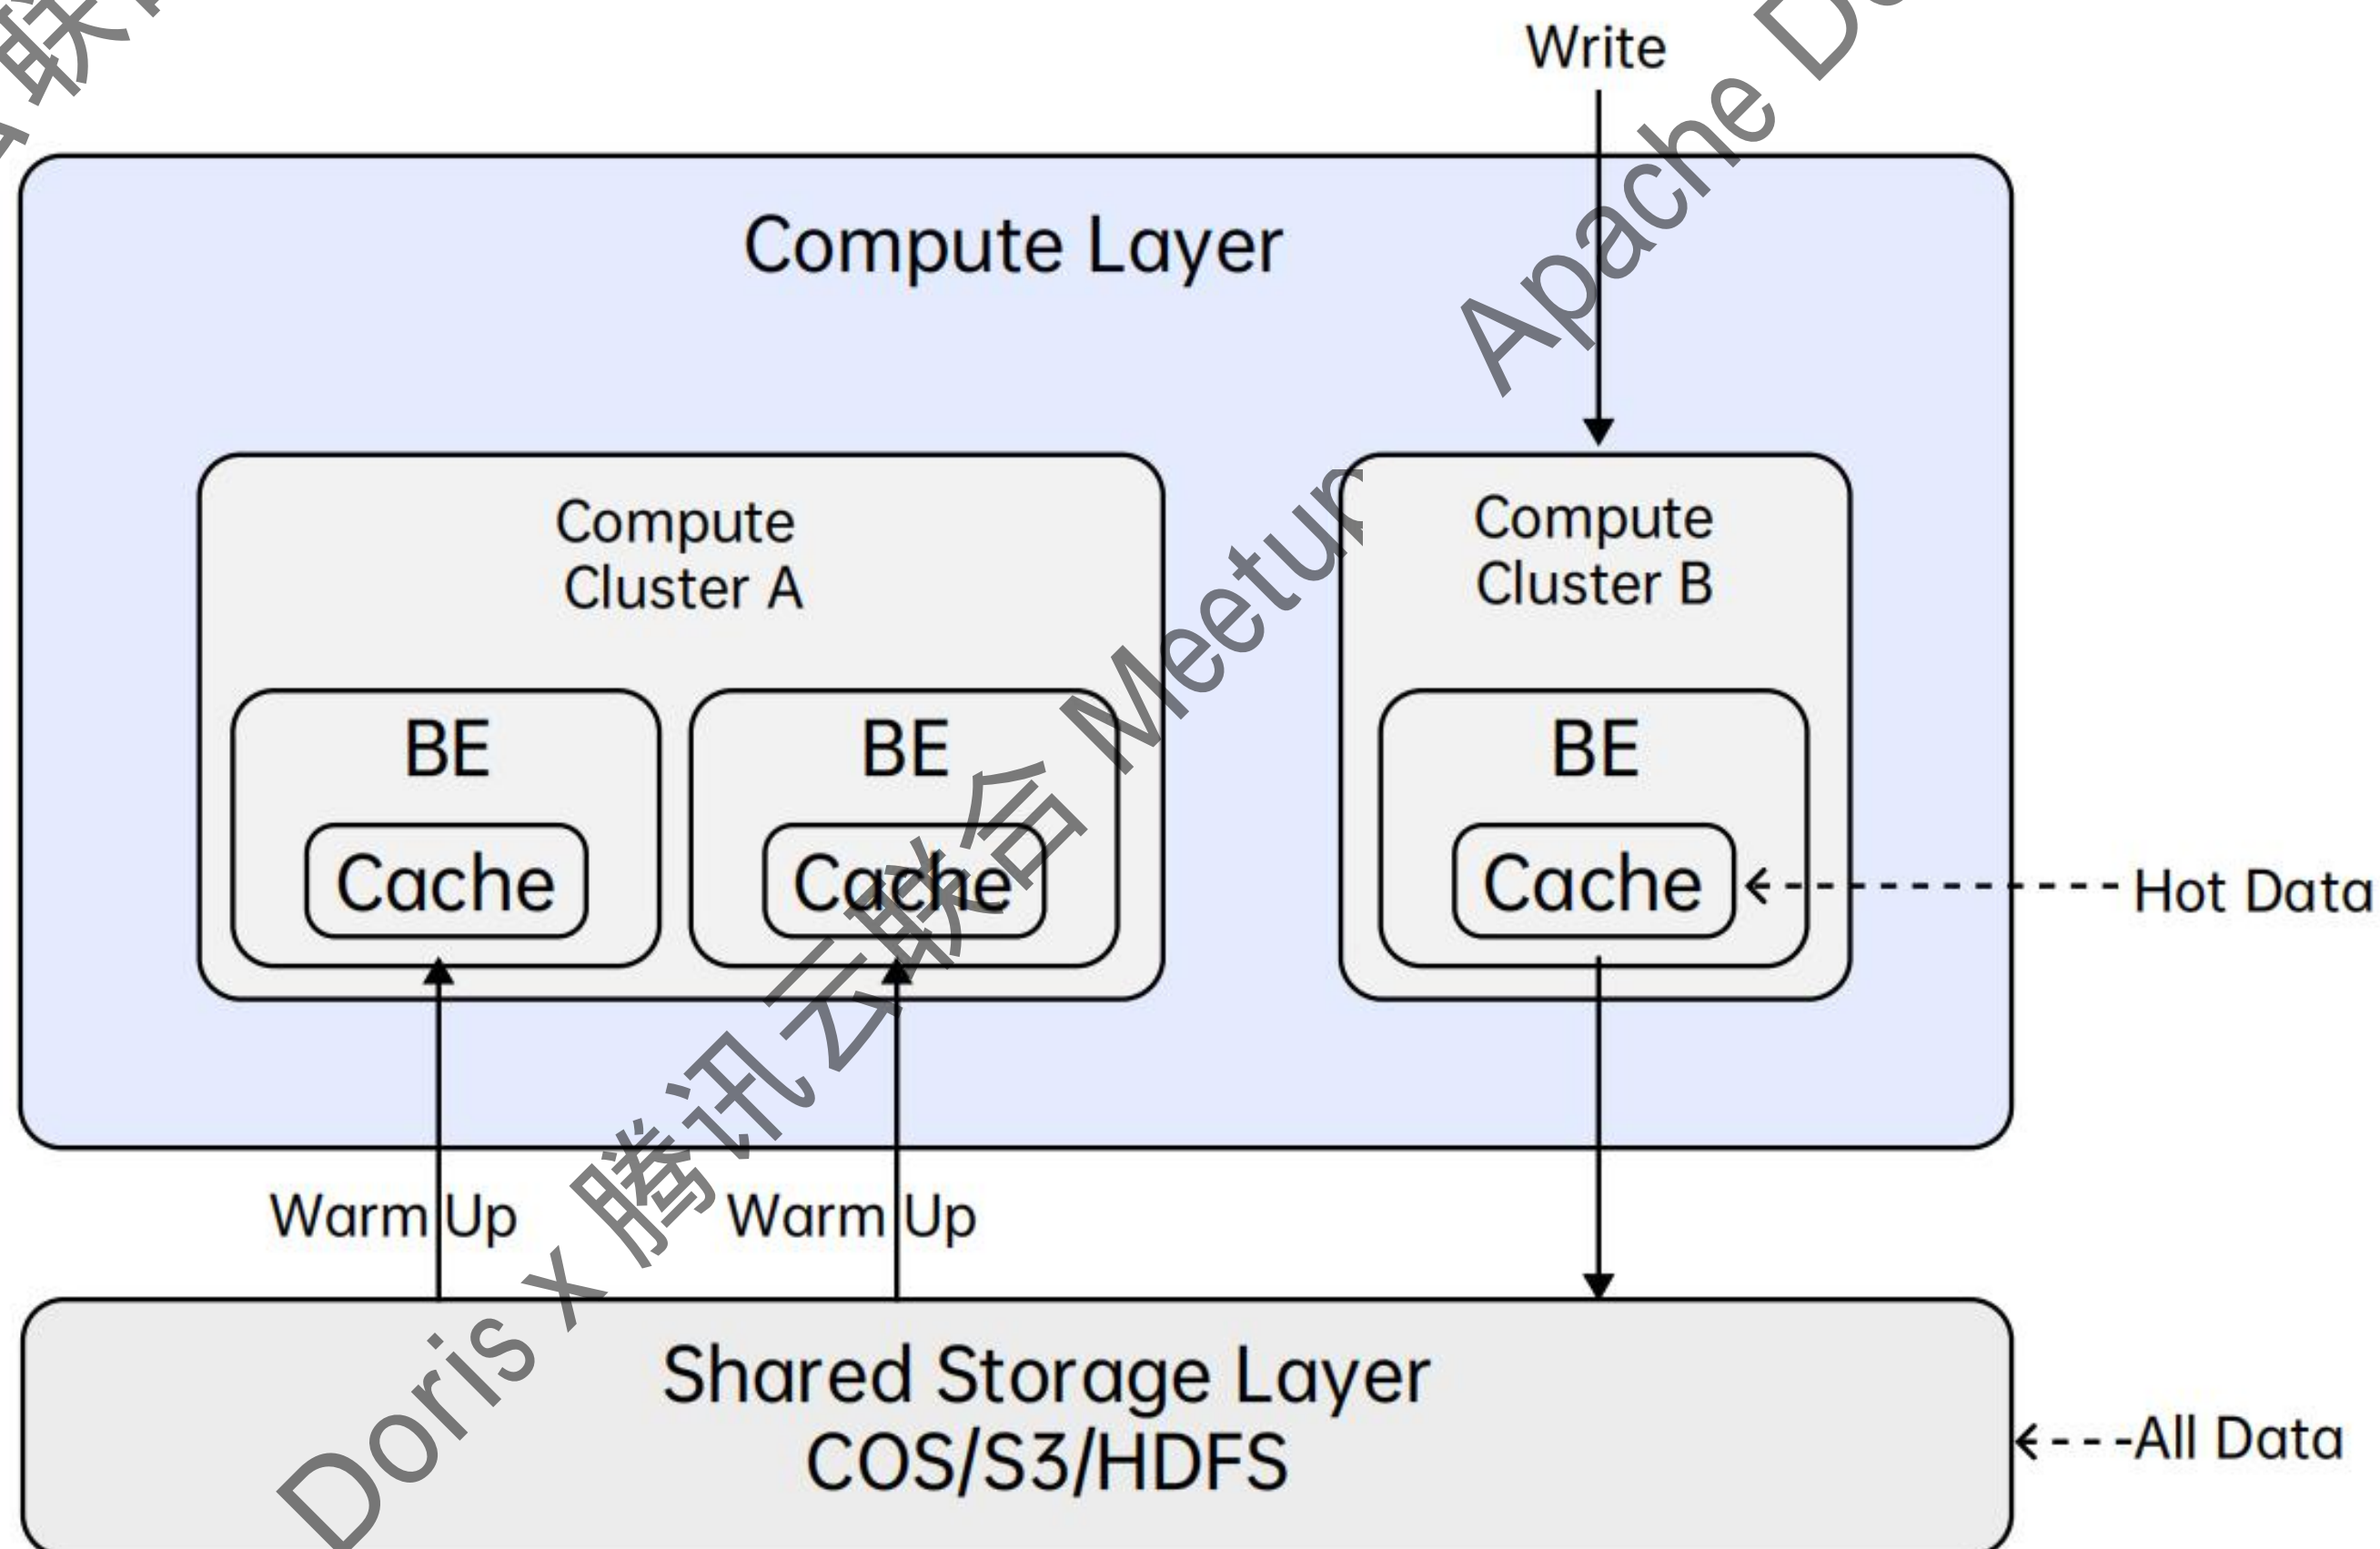 Write
Compute Layer
Compute
Cluster A
Compute
Cluster B
BE
BE
BE
Cache
Cache
Cache
Hot Data
Warm Up
Warm Up
Shared Storage Layer
COS/S3/HDFS
All Data
Doris x 腾讯云联合 Meetup
Apache
联